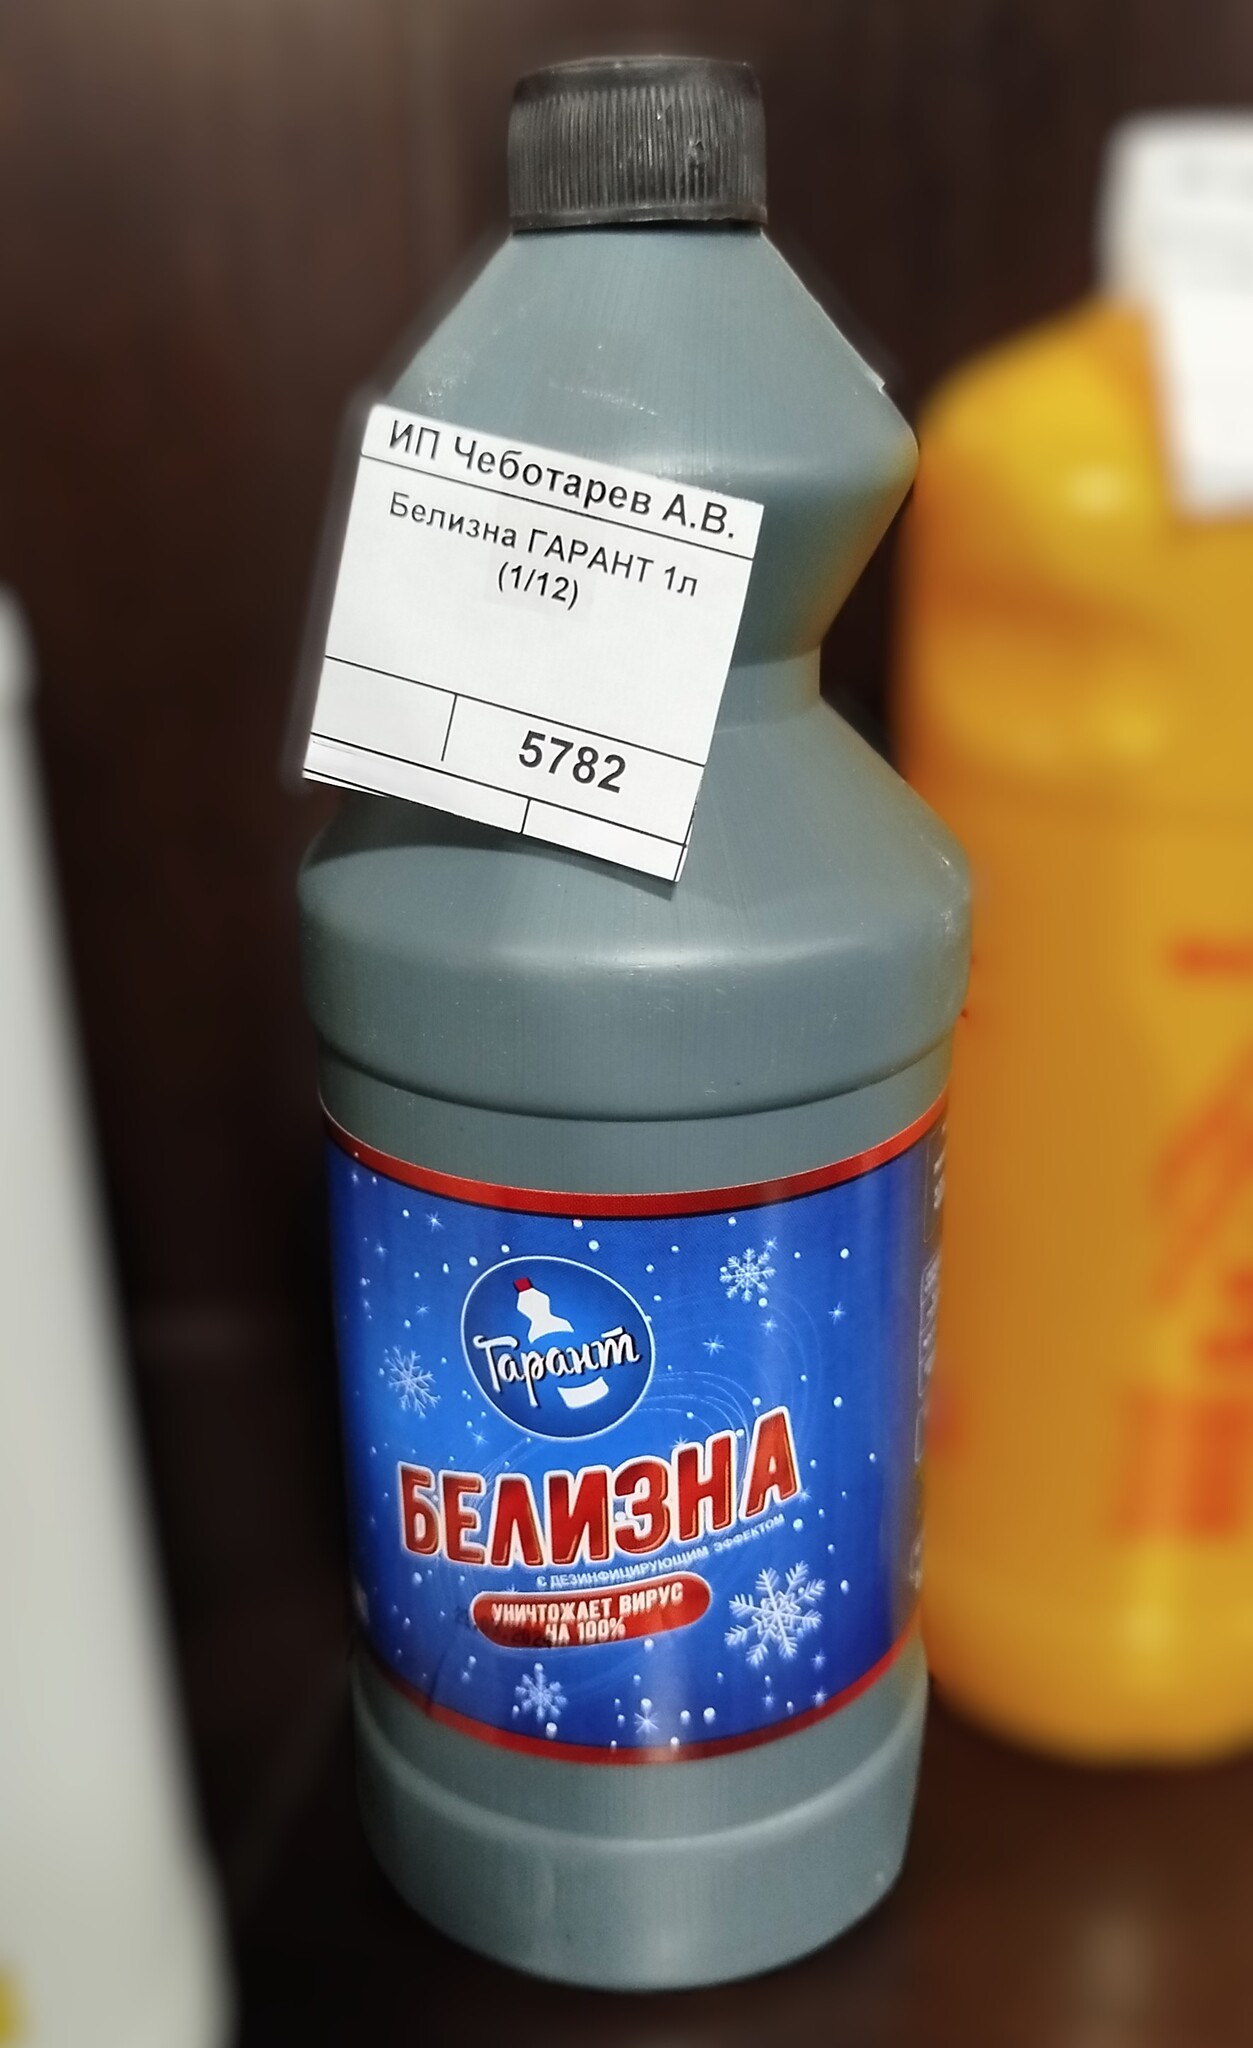 ИП Чеботарев А.В.
Белизна ГАРАНТ 1л
(1/12)
5782
Гарант
БЕЛИЗНА
С ДЕЗИНФИЦИРУЮЩИМ ЭФФЕКТОМ
УНИЧТОЖАЕТ ВИРУС
НА 100%